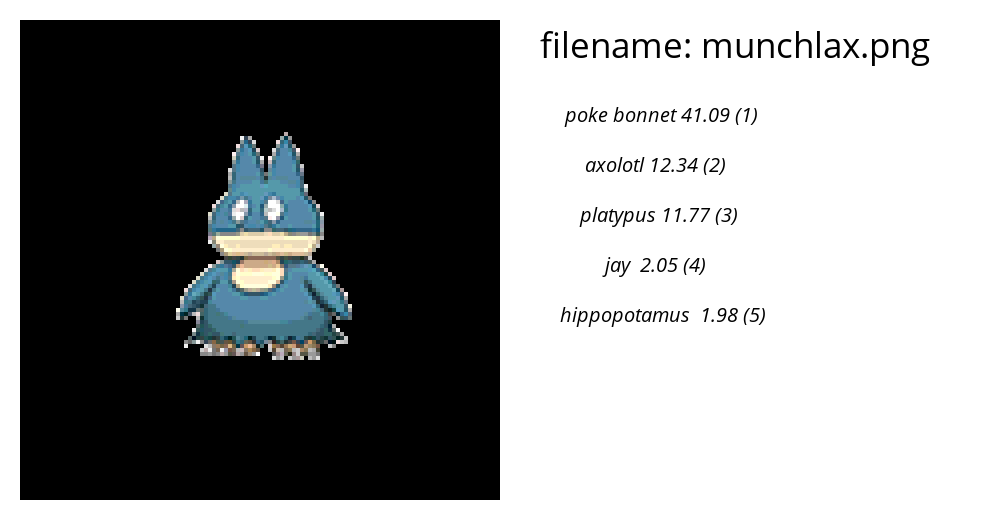 filename: munchlax.png
poke bonnet 41.09 (1)
axolotl 12.34 (2)
platypus 11.77 (3)
jay  2.05 (4)
hippopotamus  1.98 (5)